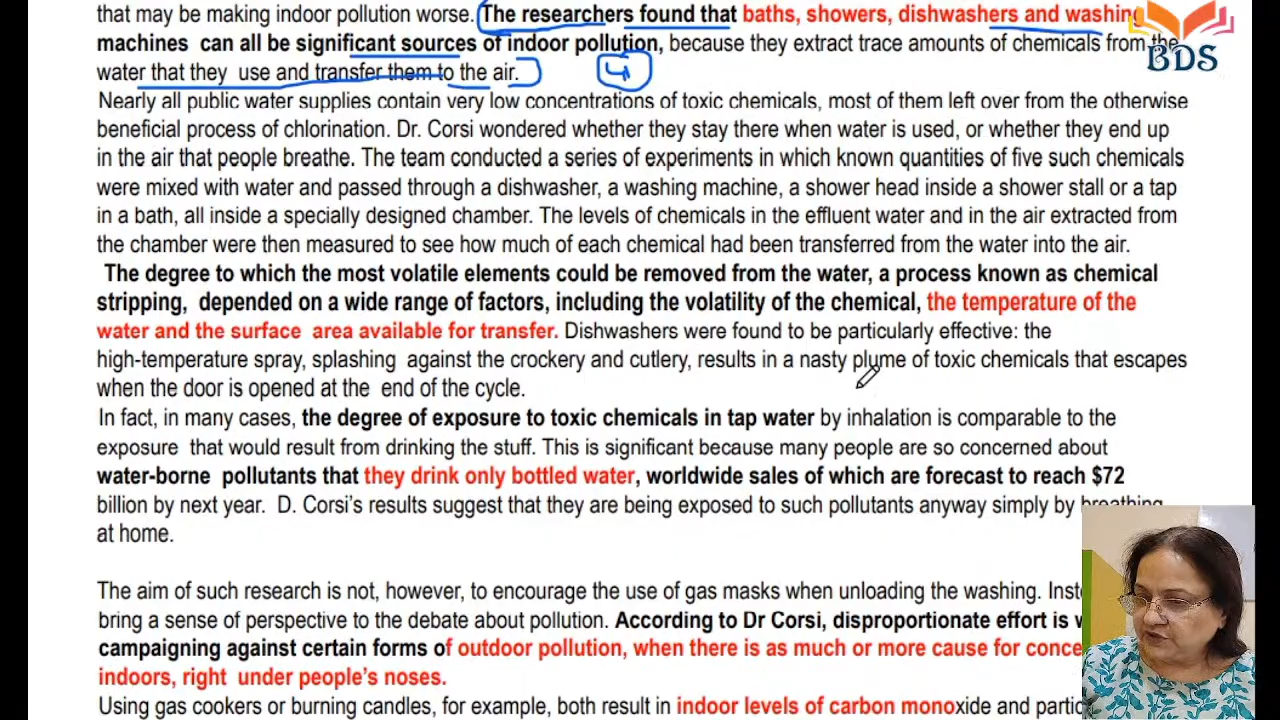 that may be making indoor pollution worse. The researchers found that baths, showers, dishwashers and washing
machines can all be significant sources of indoor pollution, because they extract trace amounts of chemicals from the
water that they use and transfer them to the air. 4
BDS
Nearly all public water supplies contain very low concentrations of toxic chemicals, most of them left over from the otherwise
beneficial process of chlorination. Dr. Corsi wondered whether they stay there when water is used, or whether they end up
in the air that people breathe. The team conducted a series of experiments in which known quantities of five such chemicals
were mixed with water and passed through a dishwasher, a washing machine, a shower head inside a shower stall or a tap
in a bath, all inside a specially designed chamber. The levels of chemicals in the effluent water and in the air extracted from
the chamber were then measured to see how much of each chemical had been transferred from the water into the air.
The degree to which the most volatile elements could be removed from the water, a process known as chemical
stripping, depended on a wide range of factors, including the volatility of the chemical, the temperature of the
water and the surface area available for transfer. Dishwashers were found to be particularly effective: the
high-temperature spray, splashing against the crockery and cutlery, results in a nasty plume of toxic chemicals that escapes
when the door is opened at the end of the cycle.
In fact, in many cases, the degree of exposure to toxic chemicals in tap water by inhalation is comparable to the
exposure that would result from drinking the stuff. This is significant because many people are so concerned about
water-borne pollutants that they drink only bottled water, worldwide sales of which are forecast to reach $72
billion by next year. D. Corsi's results suggest that they are being exposed to such pollutants anyway simply by breathing
at home.
The aim of such research is not, however, to encourage the use of gas masks when unloading the washing.
bring a sense of perspective to the debate about pollution. According to Dr Corsi, disproportionate effort is
campaigning against certain forms of outdoor pollution, when there is as much or more cause for
indoors, right under people's noses.
Using gas cookers or burning candles, for example, both result in indoor levels of carbon monoxide and